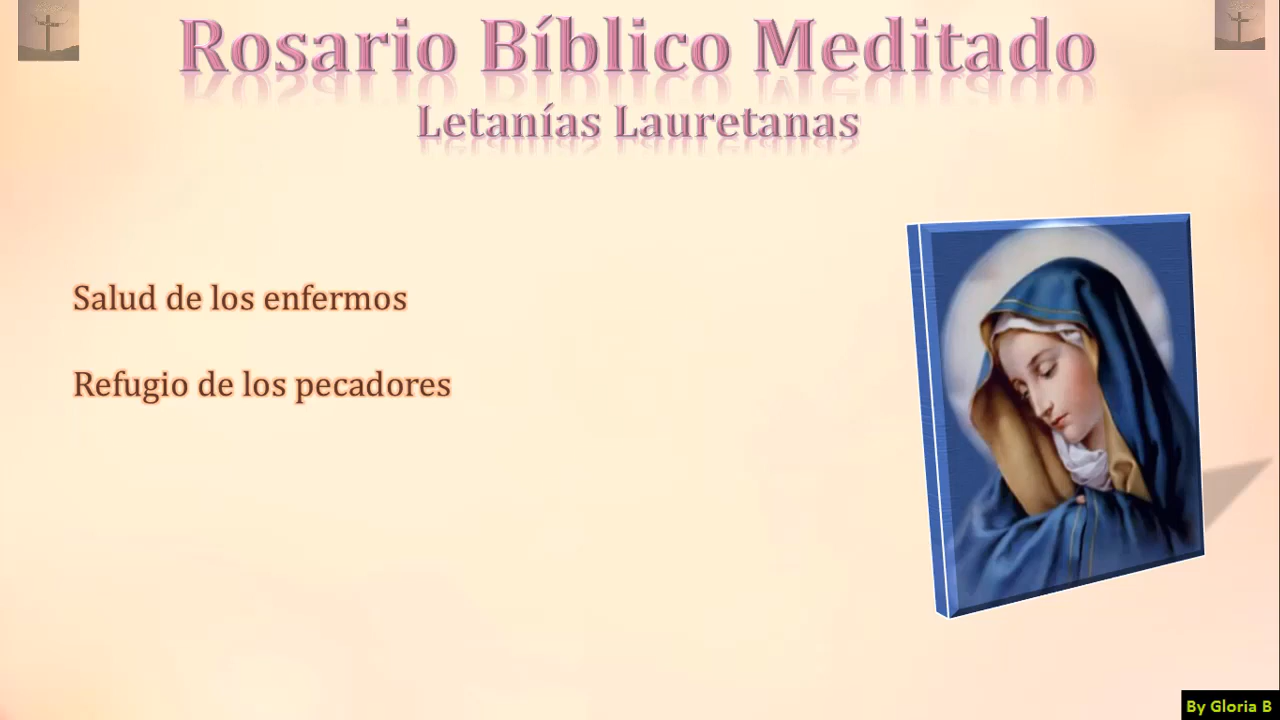 Rosario Bíblico Meditado
Letanías Lauretanas
Salud de los enfermos
Refugio de los pecadores
By Gloria B